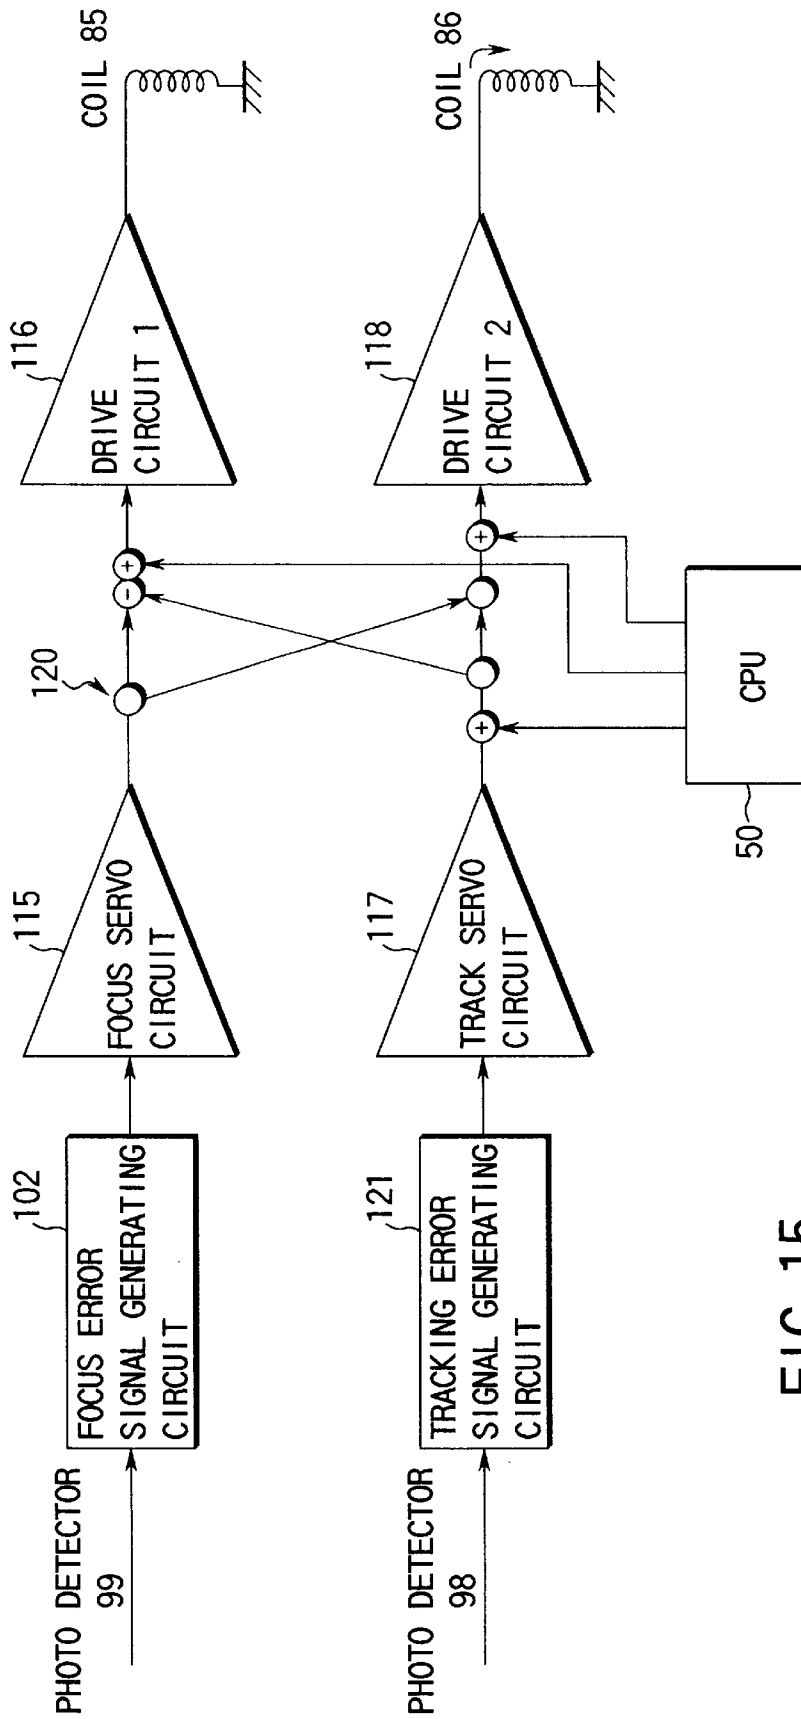 PHOTO DETECTOR
99
102
FOCUS ERROR
SIGNAL GENERATING
CIRCUIT
115
FOCUS SERVO
CIRCUIT
120
-
+
116
DRIVE
CIRCUIT 1
COIL 85
PHOTO DETECTOR
98
121
TRACKING ERROR
SIGNAL GENERATING
CIRCUIT
117
TRACK SERVO
CIRCUIT
+
+
118
DRIVE
CIRCUIT 2
COIL 86
50
CPU
FIG. 15